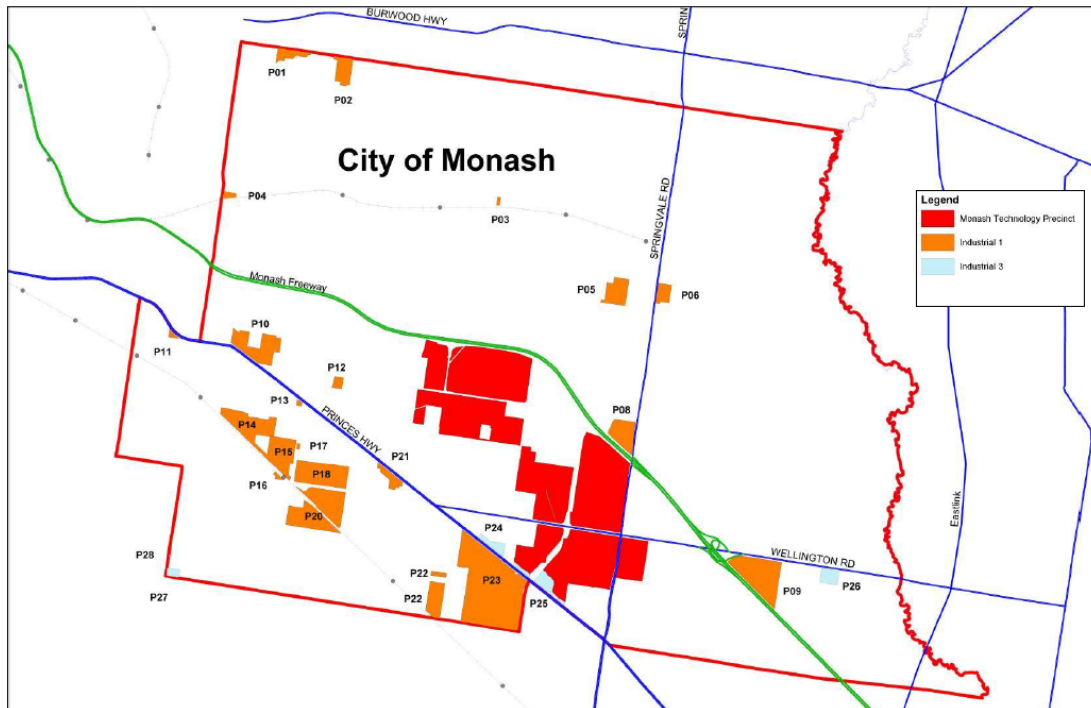 BURWOOD HWY
SPRIN
P01
P02
City of Monash
P04
P03
SPRINGVALE RD
Legend
Monash Technology Precinct
Industrial 1
Industrial 3
Monash Freeway
P05
P06
P10
P11
P12
P13
PRINCES HWY
P08
P14
P15
P17
P16
P18
P21
P20
Eastlink
P24
WELLINGTON RD
P28
P22
P23
P26
P27
P22
P25
P09